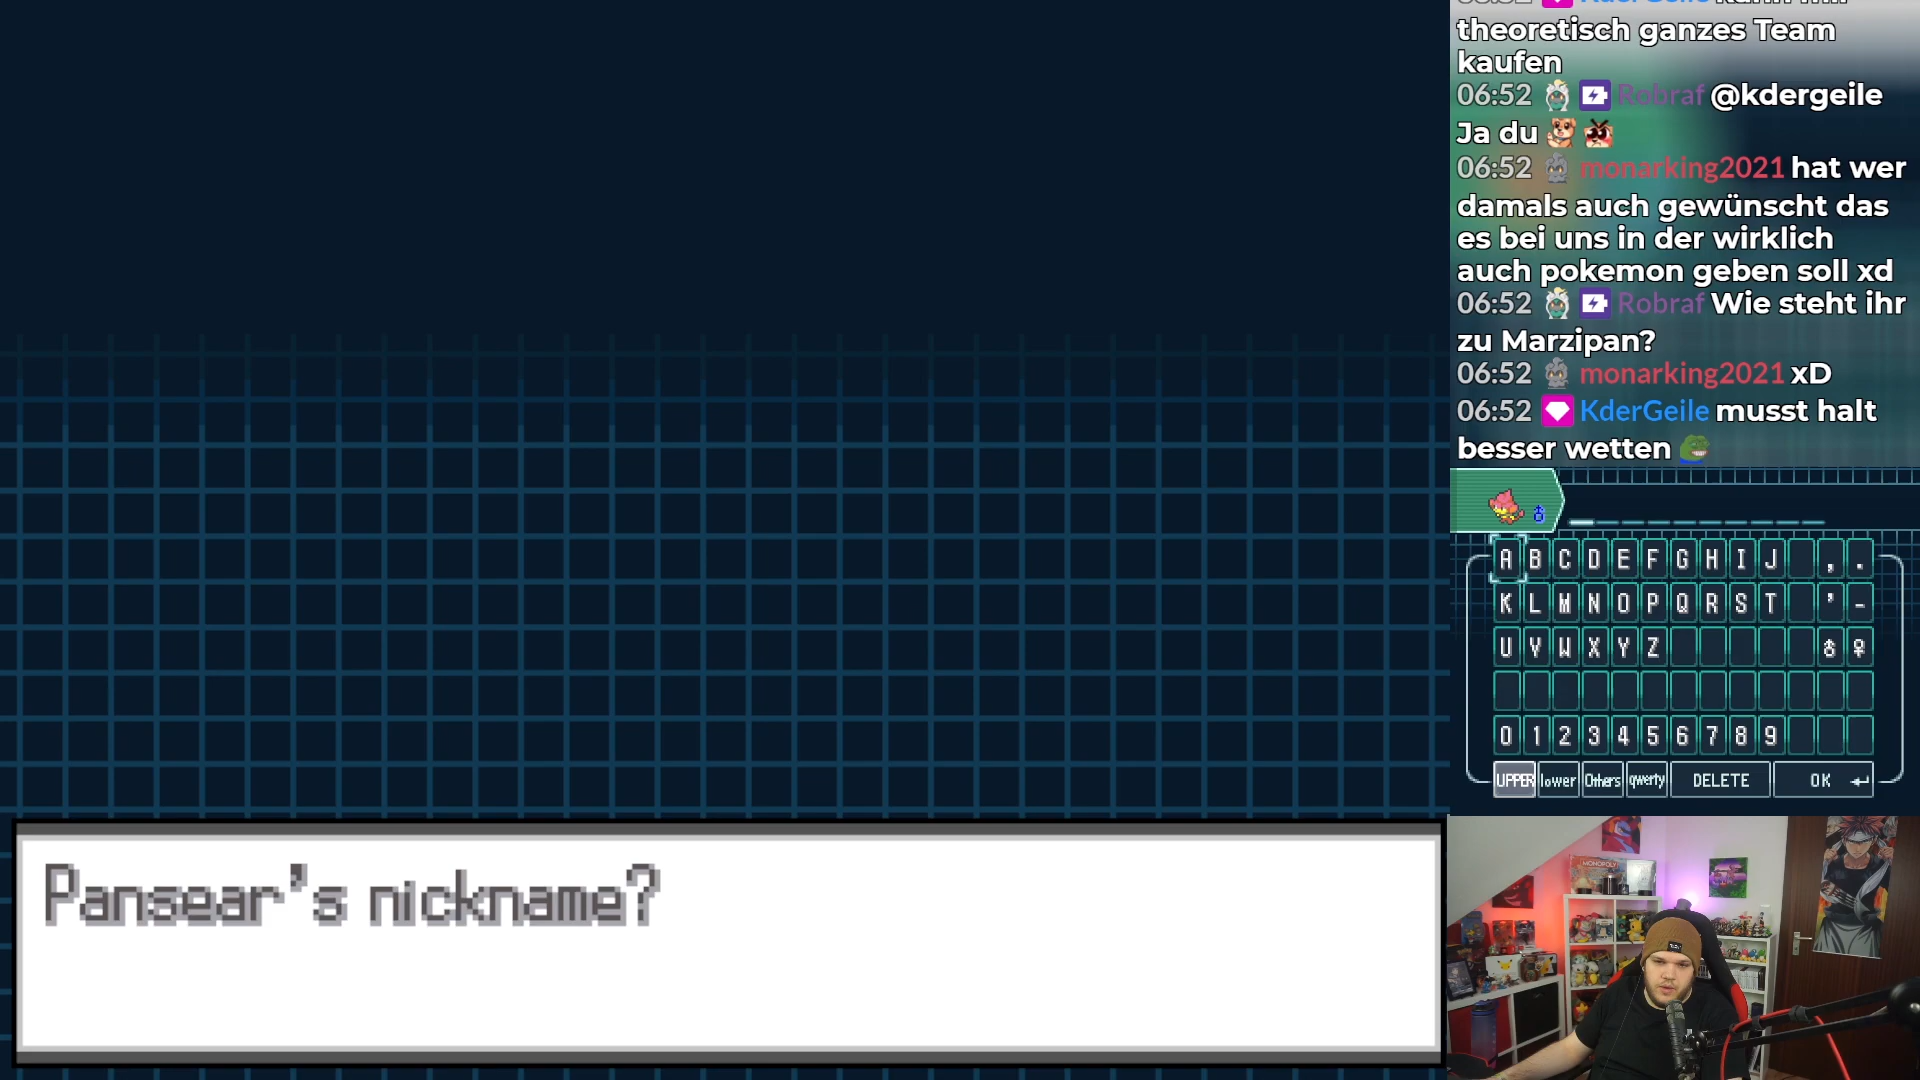 theoretisch ganzes Team
kaufen
06:52 Robraf @kdergeile
Ja du
06:52 monarking2021 hat wer
damals auch gewünscht das
es bei uns in der wirklich
auch pokemon geben soll xd
06:52 Robraf Wie steht ihr
zu Marzipan?
06:52 monarking2021 xD
06:52 KderGeile musst halt
besser wetten
A B C D E F G H I J , .
K L M N O P Q R S T ' -
U V W X Y Z ♂ ♀
0 1 2 3 4 5 6 7 8 9
UPPER lower Others qwerty DELETE OK
Pansear's nickname?
MONOPOLY